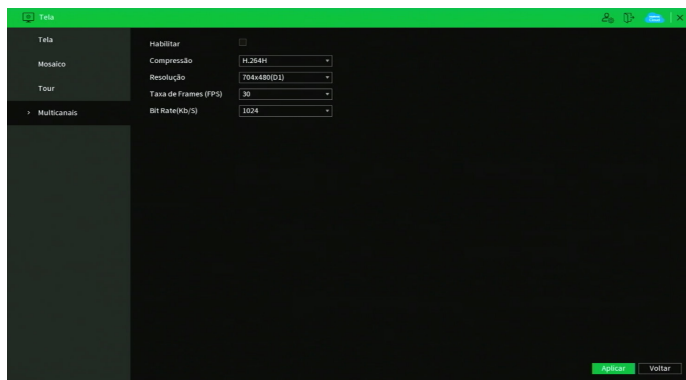 Tela
Tela
Mosaico
Tour
> Multicanais
Habilitar
Compressão H.264H
Resolução 704x480(D1)
Taxa de Frames (FPS) 30
Bit Rate(Kb/S) 1024
Aplicar Voltar